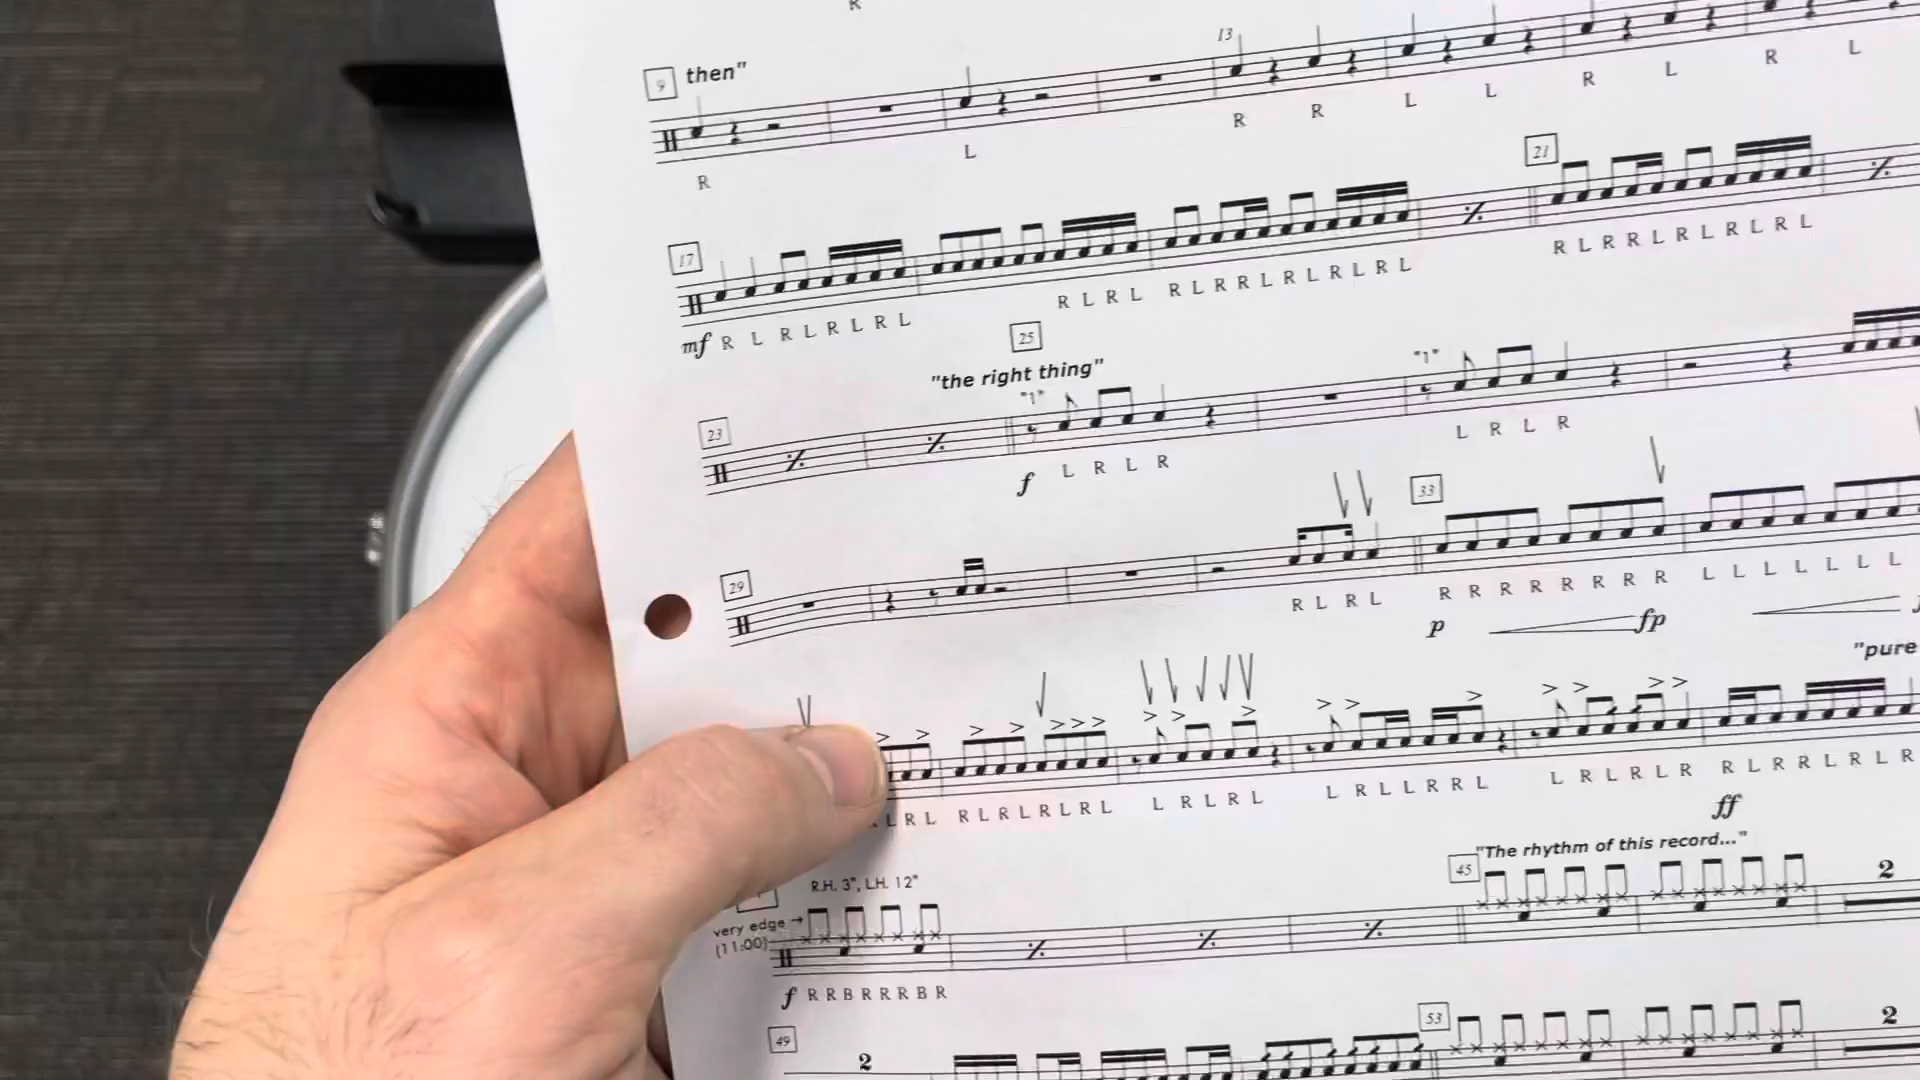 R
9 then"
13
R L R R L L R L R L
21
R L R R L R L R L R L
17
mf R L R L R L R L R L R L R L R R L R L R L R L
25
"the right thing"
"1" "1"
23
f L R L R L R L R
33
29
R L R L R R R R R R R R L L L L L L L
p fp
"pure
L R L R L R L R L R L L R L R L L R L L R R L L R L R L R R L R R L R L R
ff
"The rhythm of this record..."
45
2
R.H. 3", L.H. 12"
very edge →
(11:00)
f R R B R R R B R
53
49
2 2